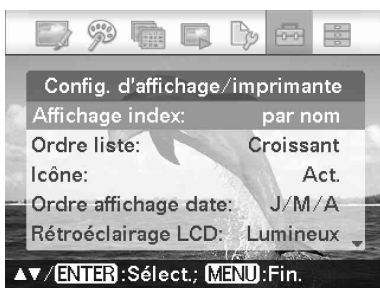 Config. d'affichage/imprimante
Affichage index: par nom
Ordre liste: Croissant
Icône: Act.
Ordre affichage date: J/M/A
Rétroéclairage LCD: Lumineux
▲▼/ENTER:Sélect.; MENU:Fin.